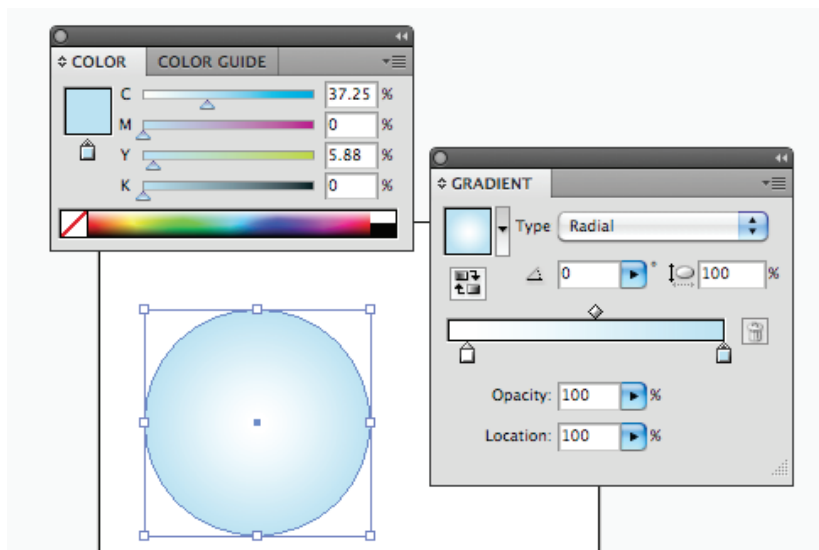 COLOR COLOR GUIDE
C 37.25 %
M 0 %
Y 5.88 %
K 0 %
GRADIENT
Type Radial
0 ° 100 %
Opacity: 100 %
Location: 100 %